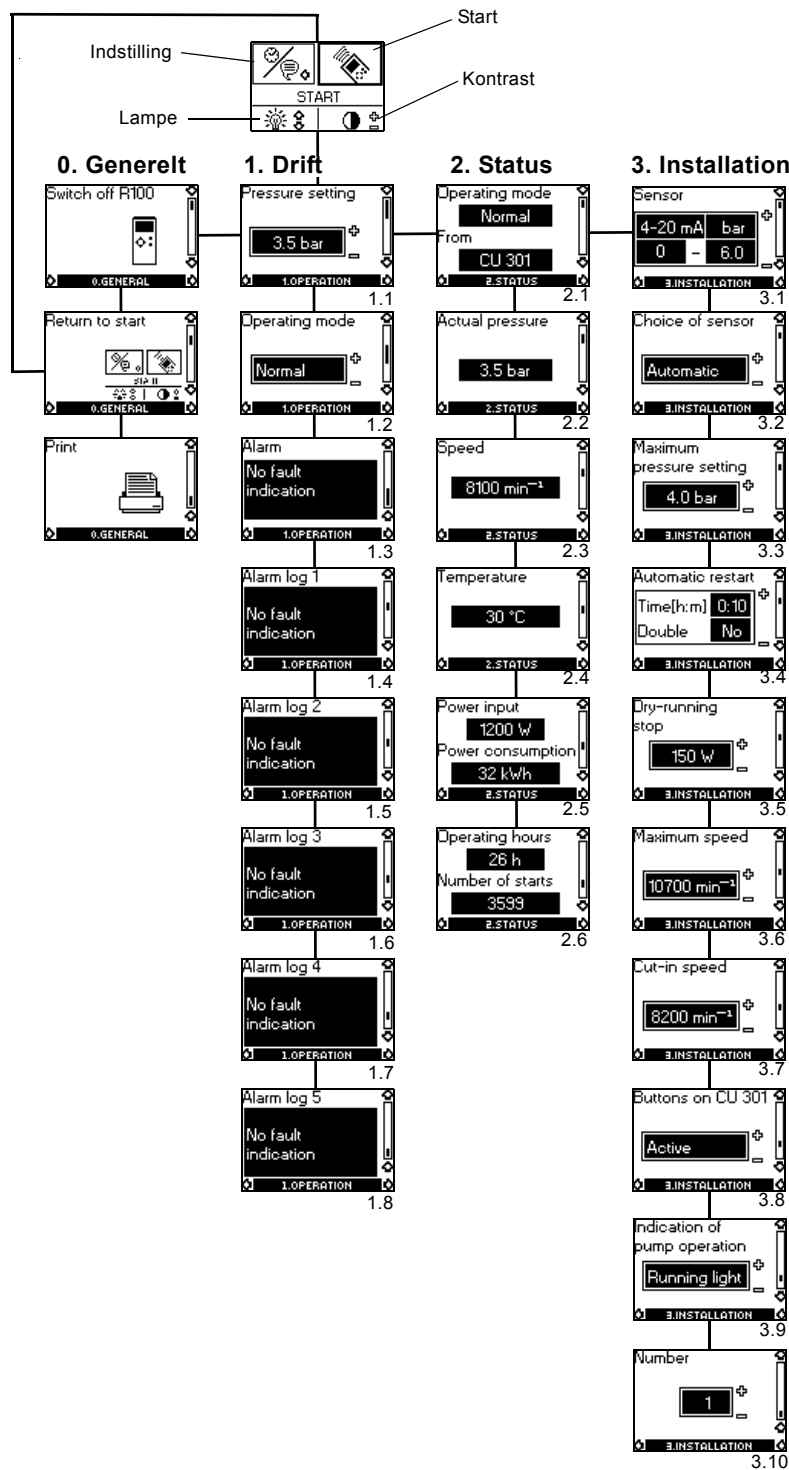 Start
Indstilling
Kontrast
START
Lampe
0. Generelt
Switch off R100
0.GENERAL
Return to start
START
0.GENERAL
Print
0.GENERAL
1. Drift
Pressure setting
3.5 bar
1.OPERATION
1.1
Operating mode
Normal
1.OPERATION
1.2
Alarm
No fault
indication
1.OPERATION
1.3
Alarm log 1
No fault
indication
1.OPERATION
1.4
Alarm log 2
No fault
indication
1.OPERATION
1.5
Alarm log 3
No fault
indication
1.OPERATION
1.6
Alarm log 4
No fault
indication
1.OPERATION
1.7
Alarm log 5
No fault
indication
1.OPERATION
1.8
2. Status
Operating mode
Normal
From
CU 301
2.STATUS
2.1
Actual pressure
3.5 bar
2.STATUS
2.2
Speed
8100 min⁻¹
2.STATUS
2.3
Temperature
30 °C
2.STATUS
2.4
Power input
1200 W
Power consumption
32 kWh
2.STATUS
2.5
Operating hours
26 h
Number of starts
3599
2.STATUS
2.6
3. Installation
Sensor
4-20 mA bar
0 - 6.0
3.INSTALLATION
3.1
Choice of sensor
Automatic
3.INSTALLATION
3.2
Maximum
pressure setting
4.0 bar
3.INSTALLATION
3.3
Automatic restart
Time[h:m] 0:10
Double No
3.INSTALLATION
3.4
Dry-running
stop
150 W
3.INSTALLATION
3.5
Maximum speed
10700 min⁻¹
3.INSTALLATION
3.6
Cut-in speed
8200 min⁻¹
3.INSTALLATION
3.7
Buttons on CU 301
Active
3.INSTALLATION
3.8
Indication of
pump operation
Running light
3.INSTALLATION
3.9
Number
1
3.INSTALLATION
3.10